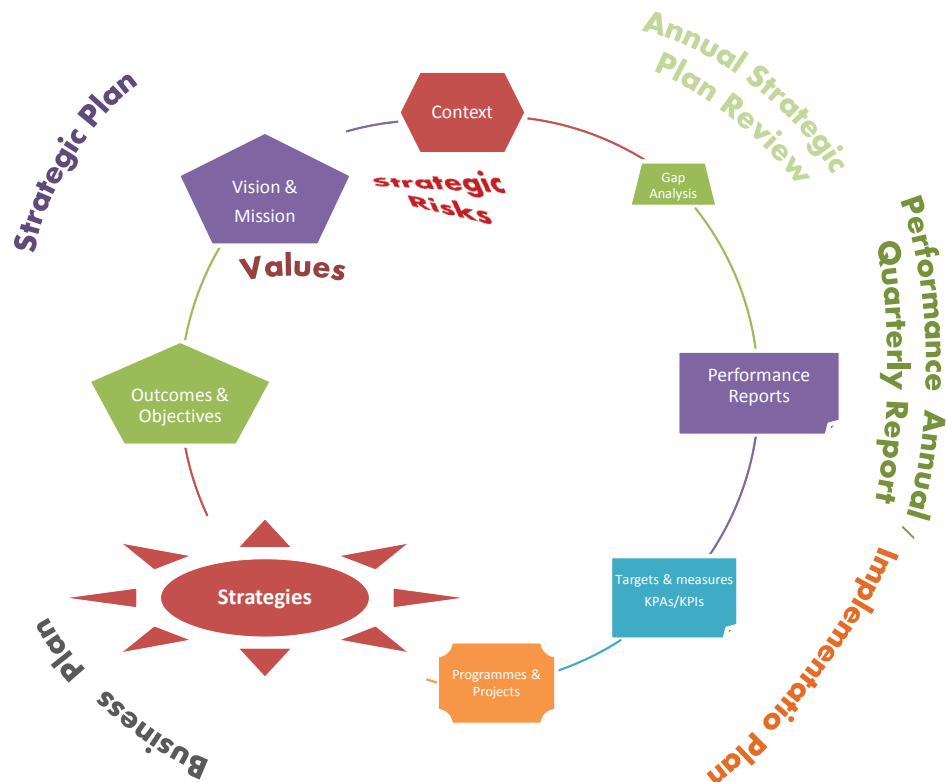 Annual Strategic
Plan Review
Strategic Plan
Context
Strategic
Risks
Gap
Analysis
Vision &
Mission
Values
Performance Annual /
Quarterly Report
Outcomes &
Objectives
Performance
Reports
Strategies
Targets & measures
KPAs/KPIs
Implementatio Plan
Programmes &
Projects
Business Plan